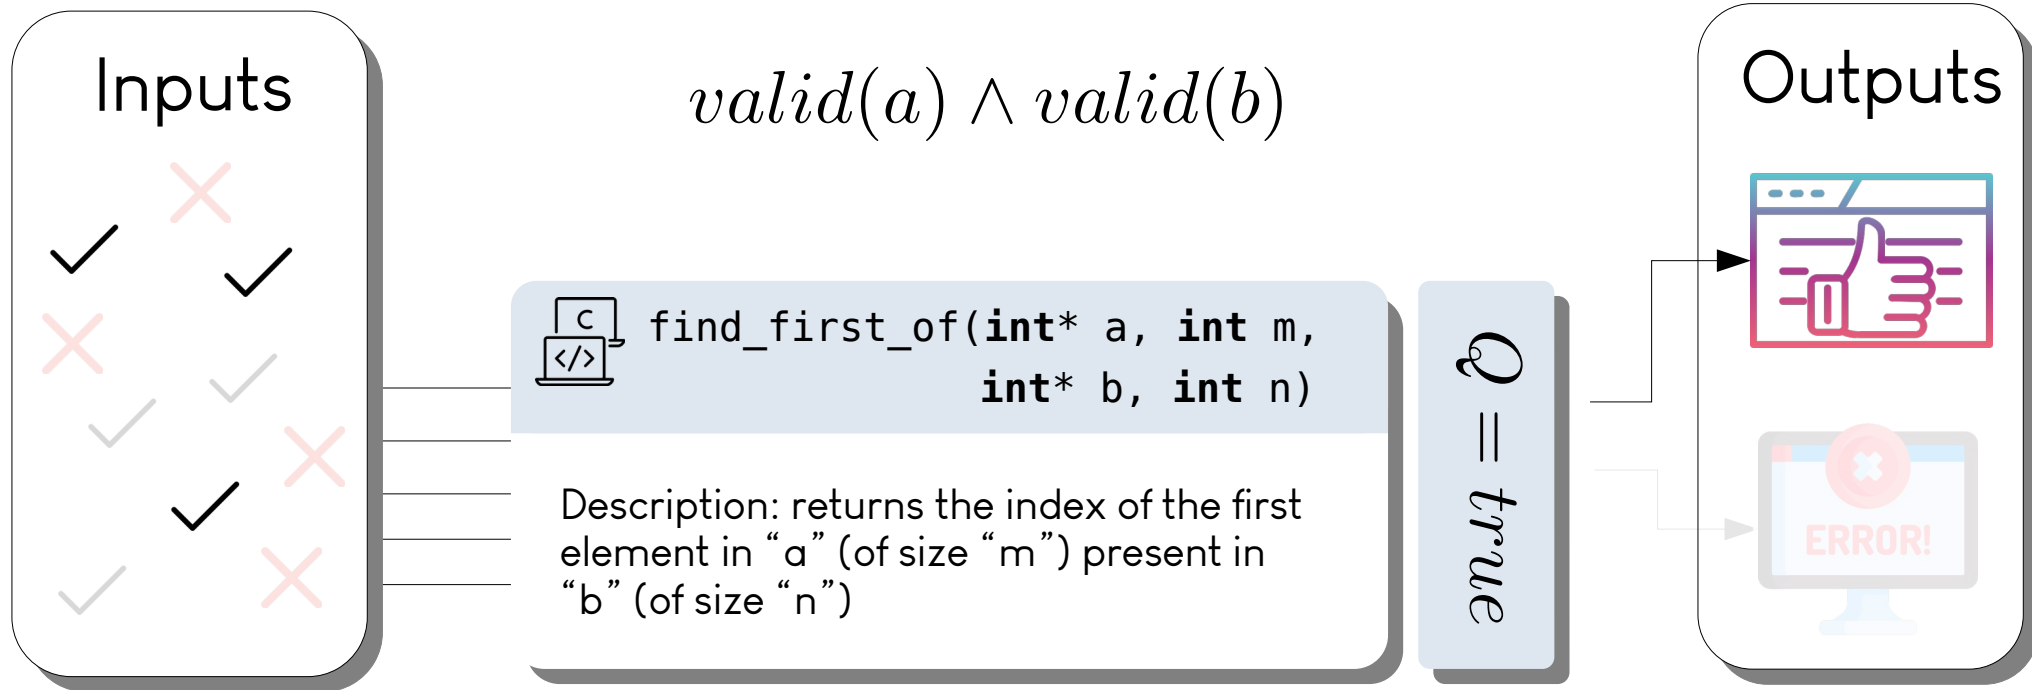 Inputs
valid(a) ∧ valid(b)
Outputs
C
</>
find_first_of(int* a, int m,
int* b, int n)
Description: returns the index of the first
element in “a” (of size “m”) present in
“b” (of size “n”)
Q = true
ERROR!